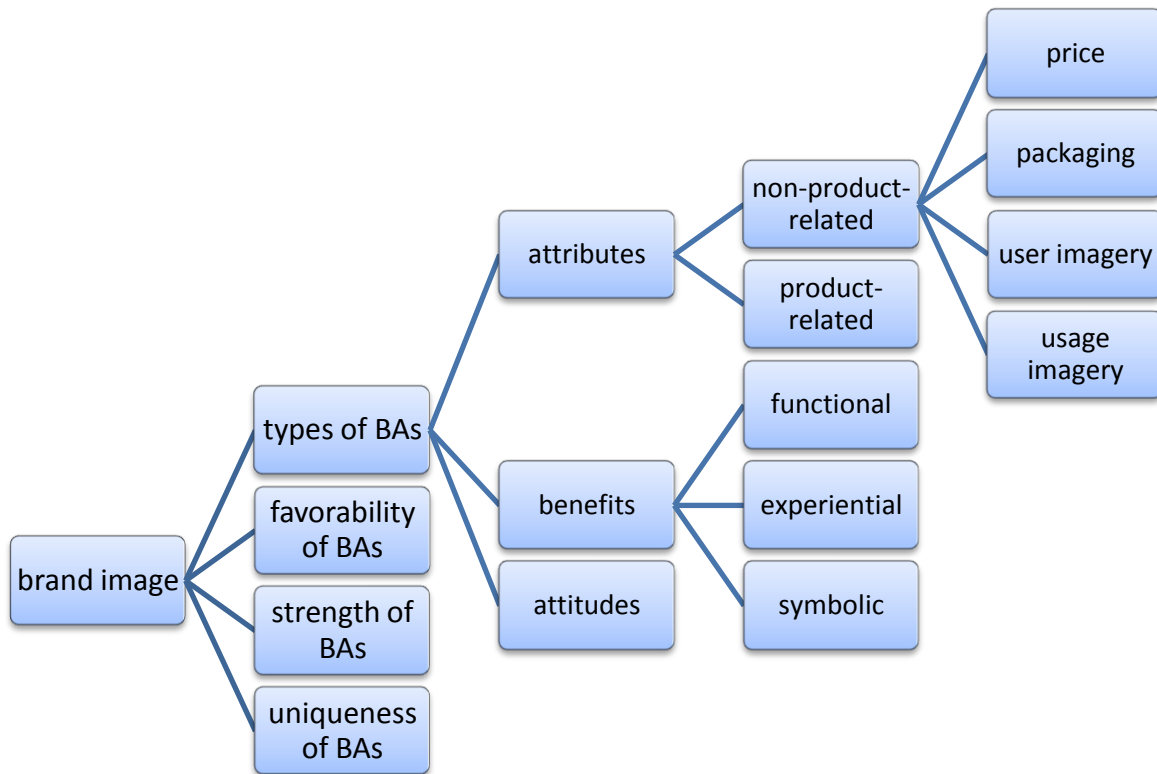 brand image
types of BAs
favorability
of BAs
strength of
BAs
uniqueness
of BAs
attributes
benefits
attitudes
non-product-
related
product-
related
functional
experiential
symbolic
price
packaging
user imagery
usage
imagery